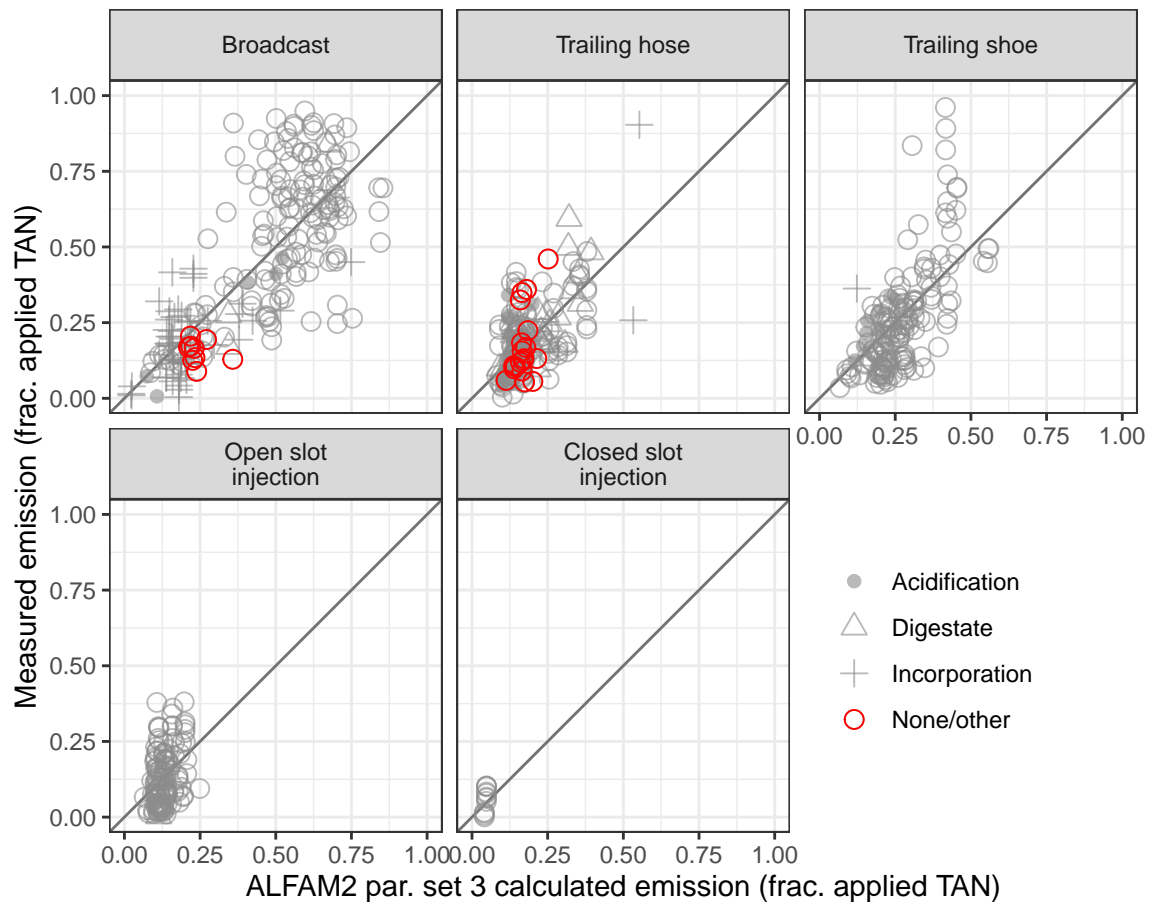 Broadcast
Trailing hose
Trailing shoe
1.00
0.75
0.50
0.25
0.00
0.00 0.25 0.50 0.75 1.00
Open slot
injection
Closed slot
injection
1.00
0.75
0.50
0.25
0.00
0.00 0.25 0.50 0.75 1.00
0.00 0.25 0.50 0.75 1.00
Measured emission (frac. applied TAN)
ALFAM2 par. set 3 calculated emission (frac. applied TAN)
Acidification
Digestate
Incorporation
None/other